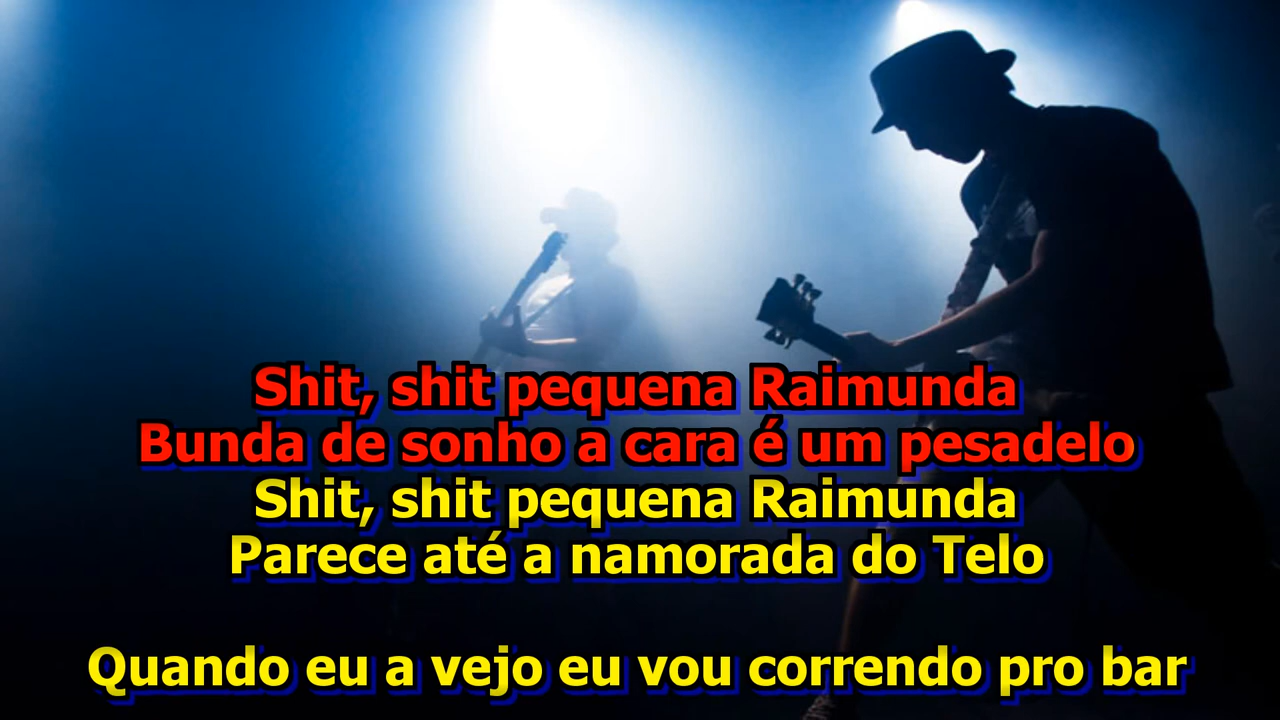 Shit, shit pequena Raimunda
Bunda de sonho a cara é um pesadelo
Shit, shit pequena Raimunda
Parece até a namorada do Telo
Quando eu a vejo eu vou correndo pro bar